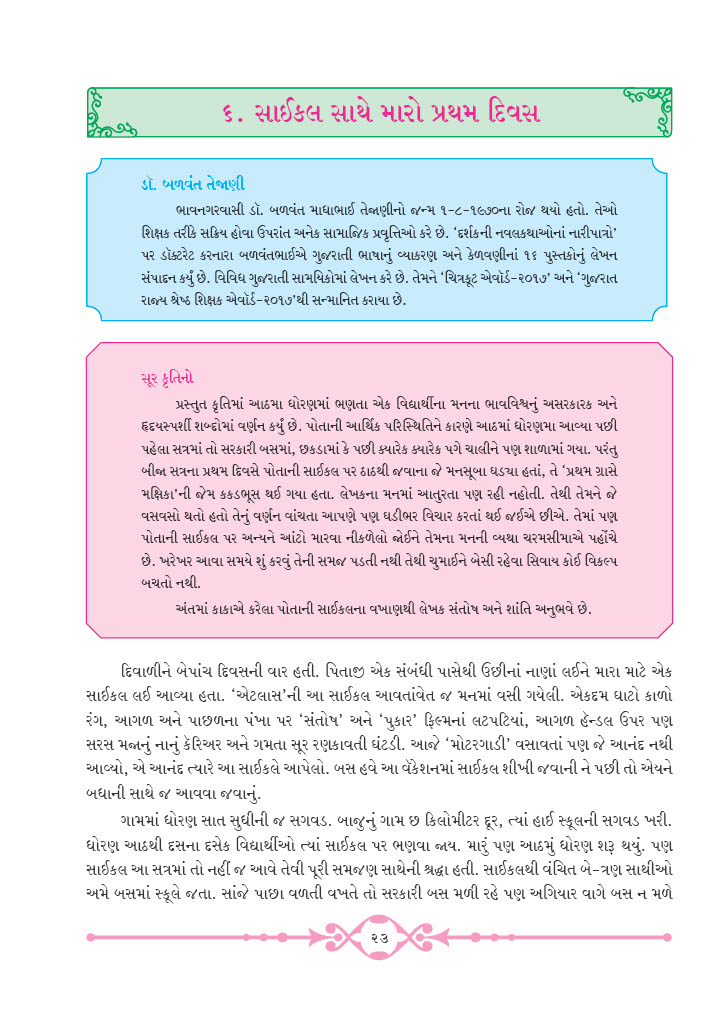 ૬. સાઈકલ સાથે મારો પ્રથમ દિવસ
ડૉ. બળવંત તેજાણી
ભાવનગરવાસી ડૉ. બળવંત માધાભાઈ તેજાણીનો જન્મ ૧-૮-૧૯૭૦ના રોજ થયો હતો. તેઓ
શિક્ષક તરીકે સક્રિય હોવા ઉપરાંત અનેક સામાજિક પ્રવૃત્તિઓ કરે છે. ‘દર્શકની નવલકથાઓનાં નારીપાત્રો’
પર ડૉક્ટરેટ કરનારા બળવંતભાઈએ ગુજરાતી ભાષાનું વ્યાકરણ અને કેળવણીનાં ૧૬ પુસ્તકોનું લેખન
સંપાદન કર્યું છે. વિવિધ ગુજરાતી સામયિકોમાં લેખન કરે છે. તેમને ‘ચિત્રકૂટ એવૉર્ડ-૨૦૧૭’ અને ‘ગુજરાત
રાજ્ય શ્રેષ્ઠ શિક્ષક એવૉર્ડ-૨૦૧૭’થી સન્માનિત કરાયા છે.
સૂર કૃતિનો
પ્રસ્તુત કૃતિમાં આઠમા ધોરણમાં ભણતા એક વિદ્યાર્થીના મનના ભાવવિશ્વનું અસરકારક અને
હૃદયસ્પર્શી શબ્દોમાં વર્ણન કર્યું છે. પોતાની આર્થિક પરિસ્થિતિને કારણે આઠમાં ધોરણમા આવ્યા પછી
પહેલા સત્રમાં તો સરકારી બસમાં, છકડામાં કે પછી ક્યારેક ક્યારેક પગે ચાલીને પણ શાળામાં ગયા. પરંતુ
બીજા સત્રના પ્રથમ દિવસે પોતાની સાઈકલ પર ઠાઠથી જવાના જે મનસૂબા ઘડ્યા હતાં, તે ‘પ્રથમ ગ્રાસે
મક્ષિકા’ની જેમ કકડભૂસ થઈ ગયા હતા. લેખકના મનમાં આતુરતા પણ રહી નહોતી. તેથી તેમને જે
વસવસો થતો હતો તેનું વર્ણન વાંચતા આપણે પણ ઘડીભર વિચાર કરતાં થઈ જઈએ છીએ. તેમાં પણ
પોતાની સાઈકલ પર અન્યને આંટો મારવા નીકળેલો જોઈને તેમના મનની વ્યથા ચરમસીમાએ પહોંચે
છે. ખરેખર આવા સમયે શું કરવું તેની સમજ પડતી નથી તેથી ચુમાઈને બેસી રહેવા સિવાય કોઈ વિકલ્પ
બચતો નથી.
અંતમાં કાકાએ કરેલા પોતાની સાઈકલના વખાણથી લેખક સંતોષ અને શાંતિ અનુભવે છે.
દિવાળીને બેપાંચ દિવસની વાર હતી. પિતાજી એક સંબંધી પાસેથી ઉછીનાં નાણાં લઈને મારા માટે એક
સાઈકલ લઈ આવ્યા હતા. ‘એટલાસ’ની આ સાઈકલ આવતાંવેત જ મનમાં વસી ગયેલી. એકદમ ઘાટો કાળો
રંગ, આગળ અને પાછળના પંખા પર ‘સંતોષ’ અને ‘પુકાર’ ફિલ્મનાં લટપટિયાં, આગળ હૅન્ડલ ઉપર પણ
સરસ મજાનું નાનું કૅરિઅર અને ગમતા સૂર રણકાવતી ઘંટડી. આજે ‘મોટરગાડી’ વસાવતાં પણ જે આનંદ નથી
આવ્યો, એ આનંદ ત્યારે આ સાઈકલે આપેલો. બસ હવે આ વૅકેશનમાં સાઈકલ શીખી જવાની ને પછી તો એયને
બધાની સાથે જ આવવા જવાનું.
ગામમાં ધોરણ સાત સુધીની જ સગવડ. બાજુનું ગામ છ કિલોમીટર દૂર, ત્યાં હાઈ સ્કૂલની સગવડ ખરી.
ધોરણ આઠથી દસના દસેક વિદ્યાર્થીઓ ત્યાં સાઈકલ પર ભણવા જાય. મારું પણ આઠમું ધોરણ શરૂ થયું. પણ
સાઈકલ આ સત્રમાં તો નહીં જ આવે તેવી પૂરી સમજણ સાથેની શ્રદ્ધા હતી. સાઈકલથી વંચિત બે-ત્રણ સાથીઓ
અમે બસમાં સ્કૂલે જતા. સાંજે પાછા વળતી વખતે તો સરકારી બસ મળી રહે પણ અગિયાર વાગે બસ ન મળે
૨૩